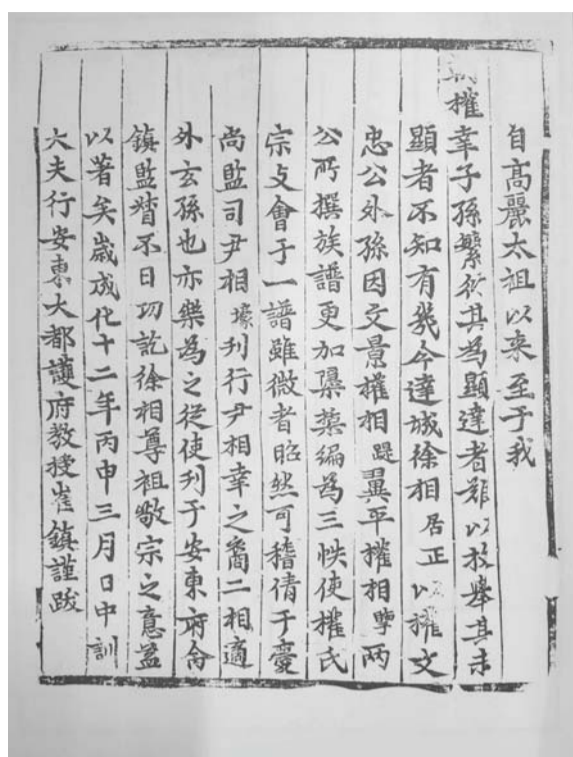 自高麗太祖以来至于我
朝權幸子孫繁衍其為顯達者難以枚舉其未
顯者不知有幾今達城徐相居正以權文
忠公外孫因文景權相踶翼平權相擥兩
公所撰族譜更加編為三帙使權氏
宗支會于一譜雖微者昭然可稽倩于慶
尚監司尹相壕刊行尹相幸之裔二相適
外玄孫也亦樂為之從使刊于安東府命
鎮監督不日功訖徐相尊祖敬宗之意益
以著矣歲成化十二年丙申三月日中訓
大夫行安東大都護府教授崔鎮謹跋